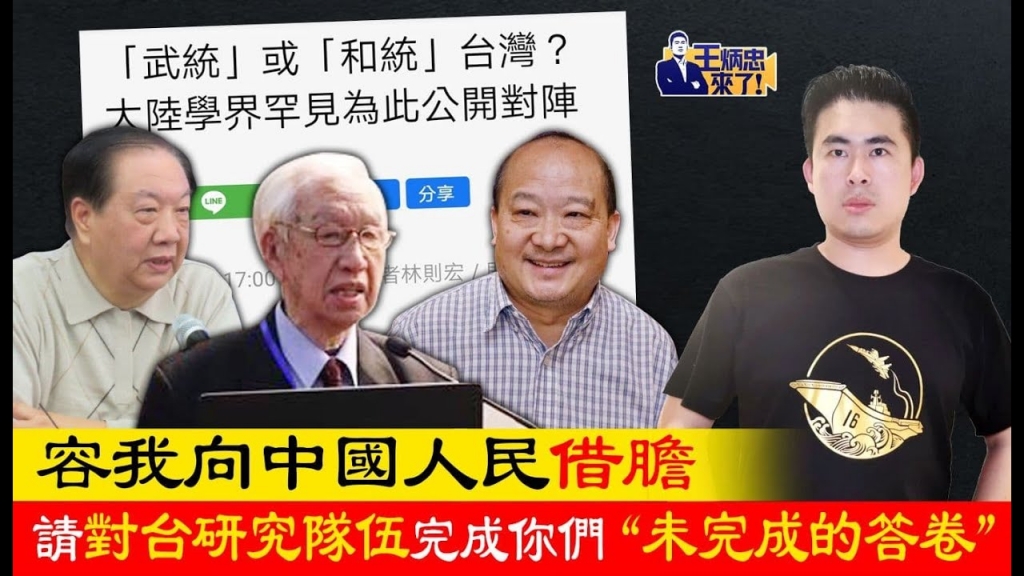 「武統」或「和統」台灣？
大陸學界罕見為此公開對陣
王炳忠
來了!
LINE
分享
17:00
者林則宏 /
16
容我向中國人民借膽
請對台研究隊伍完成你們“未完成的答卷”